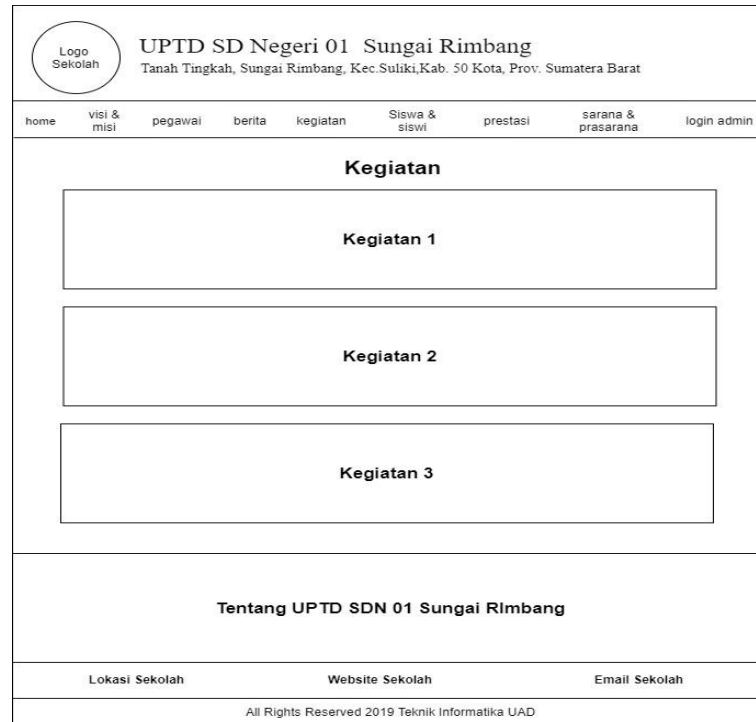 Logo
Sekolah
UPTD SD Negeri 01 Sungai Rimbang
Tanah Tingkah, Sungai Rimbang, Kec.Suliki,Kab. 50 Kota, Prov. Sumatera Barat
home
visi &
misi
pegawai
berita
kegiatan
Siswa &
siswi
prestasi
sarana &
prasarana
login admin
Kegiatan
Kegiatan 1
Kegiatan 2
Kegiatan 3
Tentang UPTD SDN 01 Sungai RImbang
Lokasi Sekolah
Website Sekolah
Email Sekolah
All Rights Reserved 2019 Teknik Informatika UAD